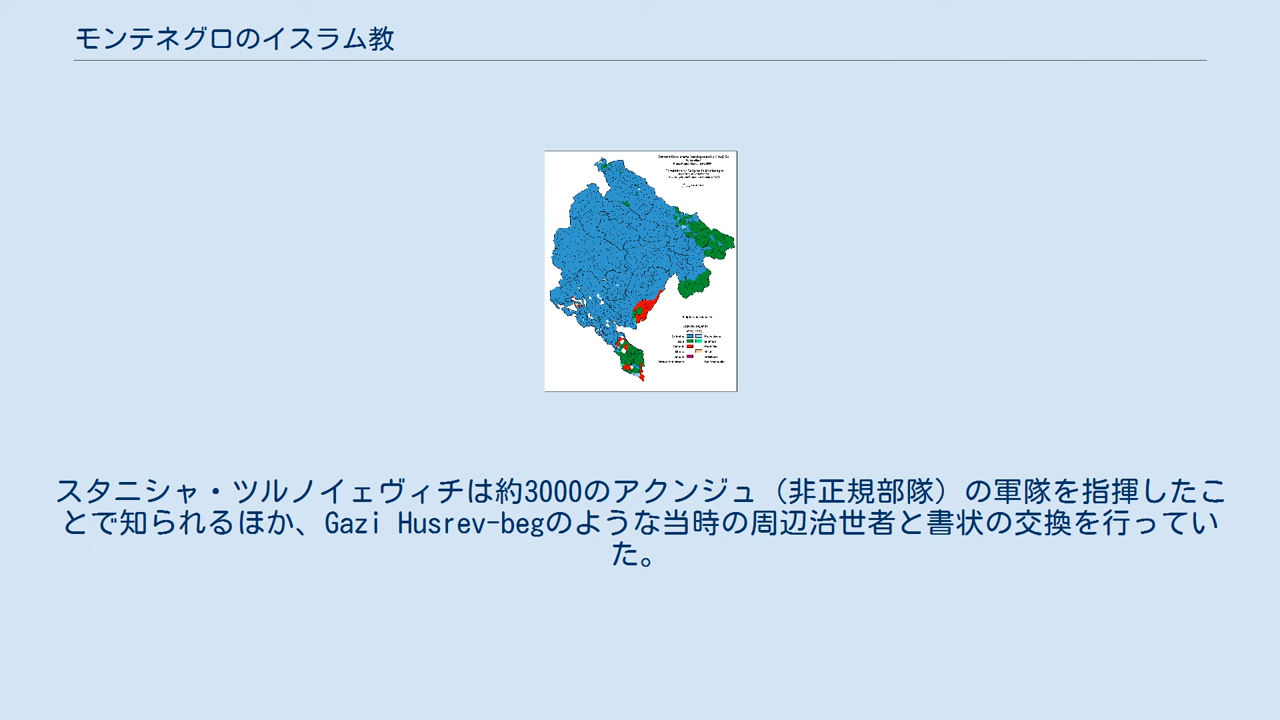 モンテネグロのイスラム教
スタニシャ・ツルノイェヴィチは約3000のアクンジュ（非正規部隊）の軍隊を指揮したこ
とで知られるほか、Gazi Husrev-begのような当時の周辺治世者と書状の交換を行ってい
た。